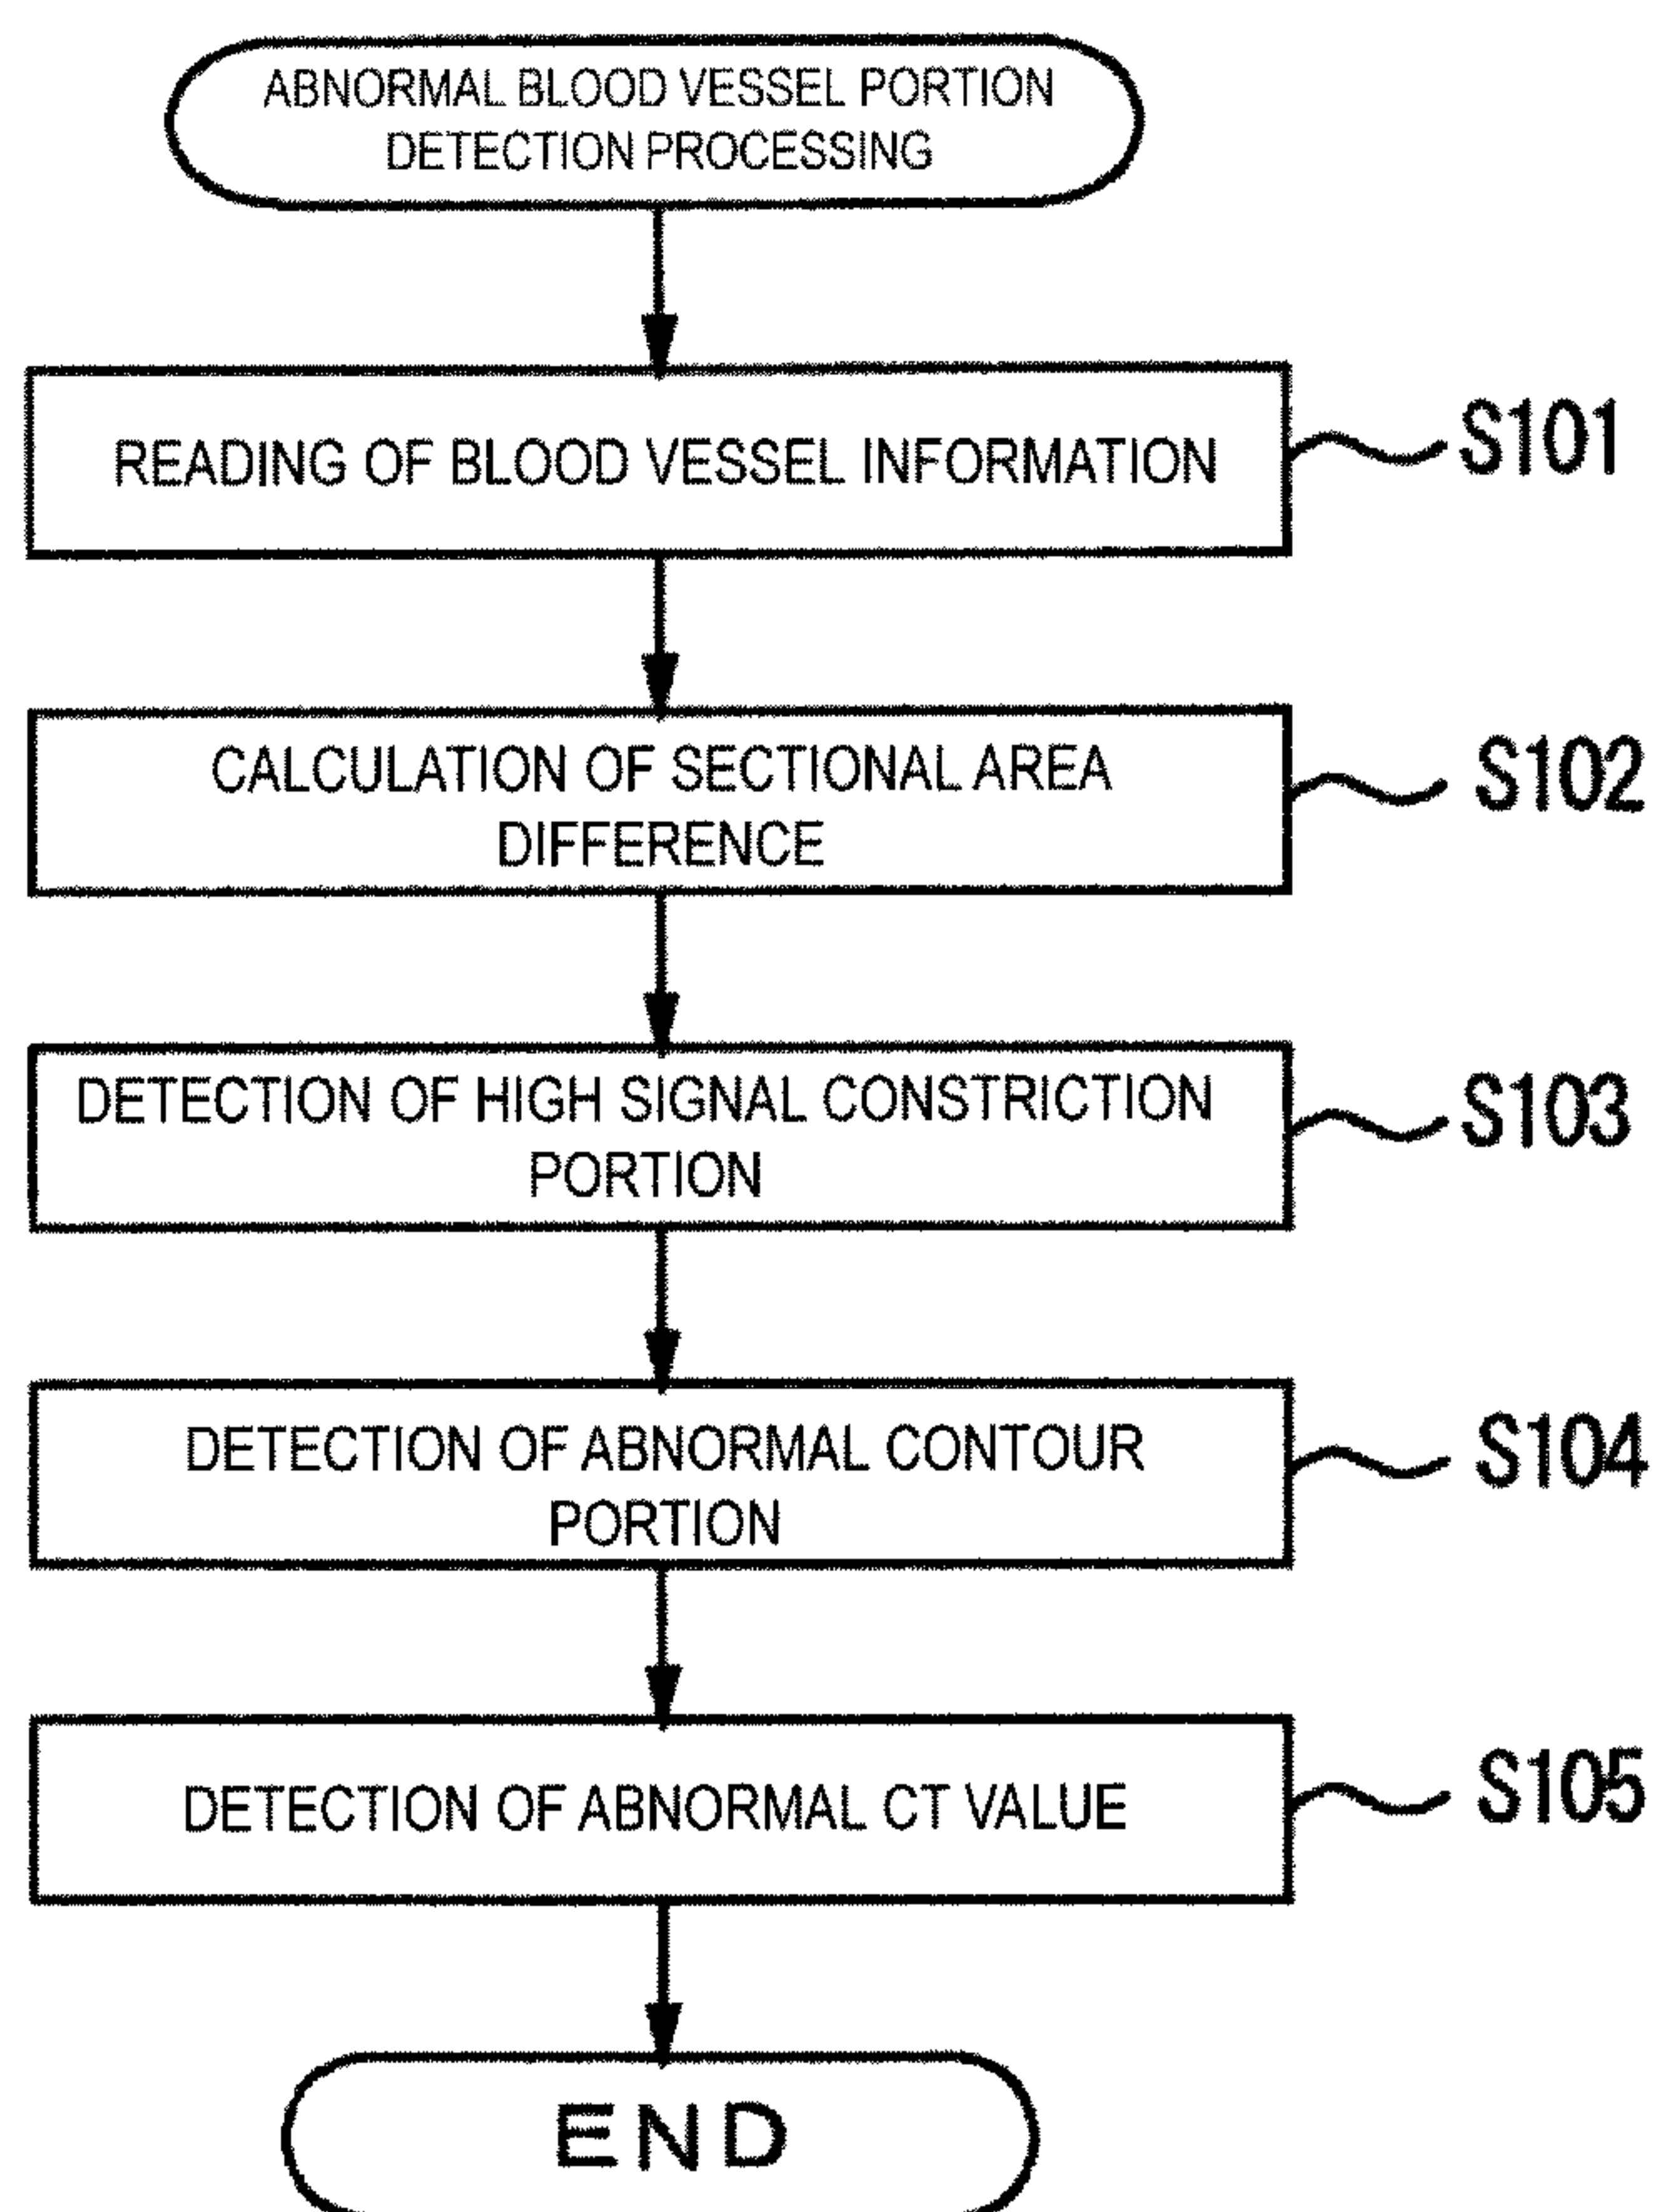 ABNORMAL BLOOD VESSEL PORTION
DETECTION PROCESSING
READING OF BLOOD VESSEL INFORMATION
S101
CALCULATION OF SECTIONAL AREA
DIFFERENCE
S102
DETECTION OF HIGH SIGNAL CONSTRICTION
PORTION
S103
DETECTION OF ABNORMAL CONTOUR
PORTION
S104
DETECTION OF ABNORMAL CT VALUE
S105
END